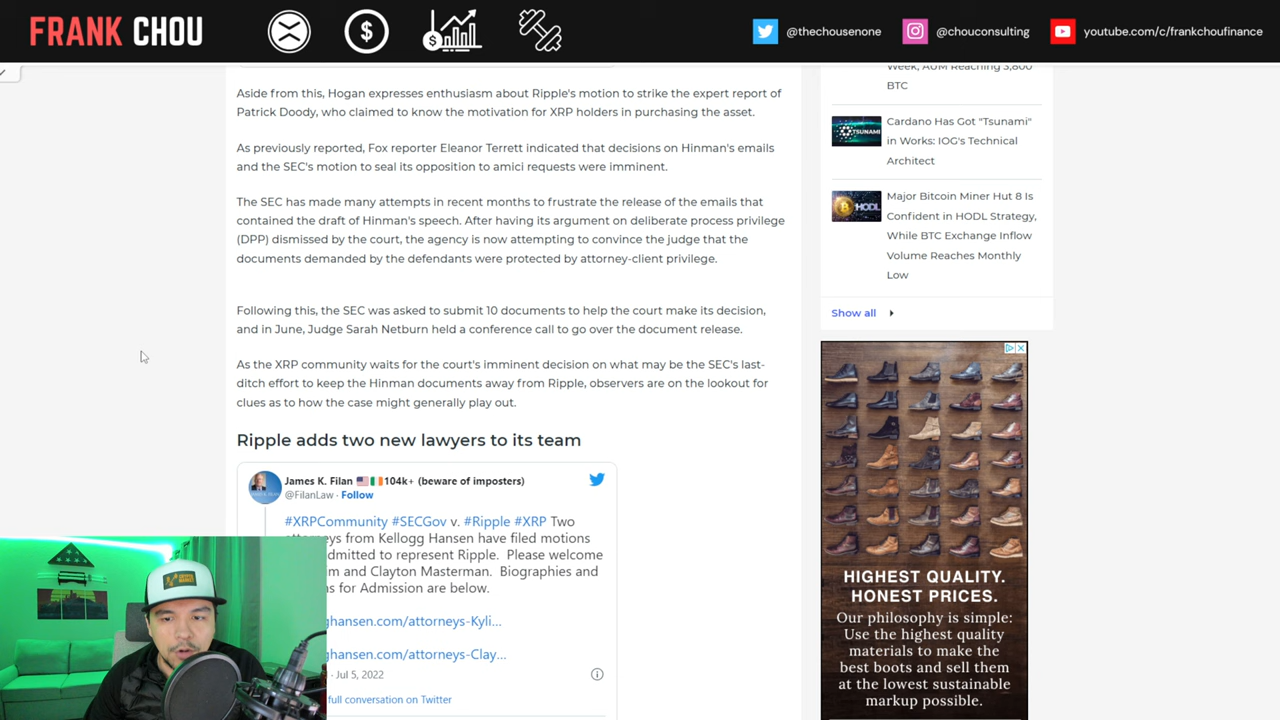 FRANK CHOU
@thechousenone
@chouconsulting
youtube.com/c/frankchoufinance
Aside from this, Hogan expresses enthusiasm about Ripple's motion to strike the expert report of
Patrick Doody, who claimed to know the motivation for XRP holders in purchasing the asset.
As previously reported, Fox reporter Eleanor Terrett indicated that decisions on Hinman's emails
and the SEC's motion to seal its opposition to amici requests were imminent.
The SEC has made many attempts in recent months to frustrate the release of the emails that
contained the draft of Hinman's speech. After having its argument on deliberate process privilege
(DPP) dismissed by the court, the agency is now attempting to convince the judge that the
documents demanded by the defendants were protected by attorney-client privilege.
Following this, the SEC was asked to submit 10 documents to help the court make its decision,
and in June, Judge Sarah Netburn held a conference call to go over the document release.
As the XRP community waits for the court's imminent decision on what may be the SEC's last-
ditch effort to keep the Hinman documents away from Ripple, observers are on the lookout for
clues as to how the case might generally play out.
Ripple adds two new lawyers to its team
James K. Filan 104k+ (beware of imposters)
@FilanLaw · Follow
#XRPCommunity #SECGov v. #Ripple #XRP Two
attorneys from Kellogg Hansen have filed motions
dmitted to represent Ripple. Please welcome
m and Clayton Masterman. Biographies and
ns for Admission are below.
ghansen.com/attorneys-Kyli...
ghansen.com/attorneys-Clay...
· Jul 5, 2022
full conversation on Twitter
Week, AUM Reaching 3,800
BTC
TSUNAMI
Cardano Has Got "Tsunami"
in Works: IOG's Technical
Architect
HODL
Major Bitcoin Miner Hut 8 Is
Confident in HODL Strategy,
While BTC Exchange Inflow
Volume Reaches Monthly
Low
Show all
HIGHEST QUALITY.
HONEST PRICES.
Our philosophy is simple:
Use the highest quality
materials to make the
best boots and sell them
at the lowest sustainable
markup possible.